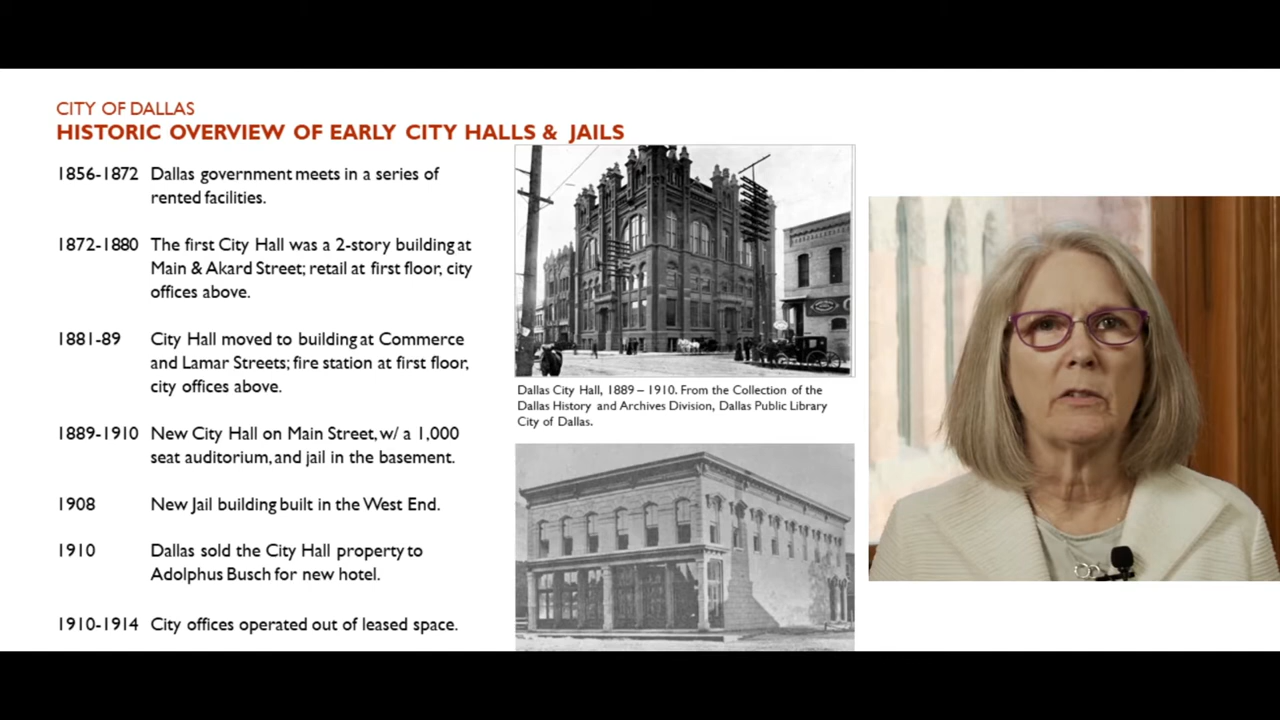 CITY OF DALLAS
HISTORIC OVERVIEW OF EARLY CITY HALLS & JAILS
1856-1872 Dallas government meets in a series of
rented facilities.
1872-1880 The first City Hall was a 2-story building at
Main & Akard Street; retail at first floor, city
offices above.
1881-89 City Hall moved to building at Commerce
and Lamar Streets; fire station at first floor,
city offices above.
1889-1910 New City Hall on Main Street, w/ a 1,000
seat auditorium, and jail in the basement.
1908 New Jail building built in the West End.
1910 Dallas sold the City Hall property to
Adolphus Busch for new hotel.
1910-1914 City offices operated out of leased space.
Dallas City Hall, 1889 – 1910. From the Collection of the
Dallas History and Archives Division, Dallas Public Library
City of Dallas.